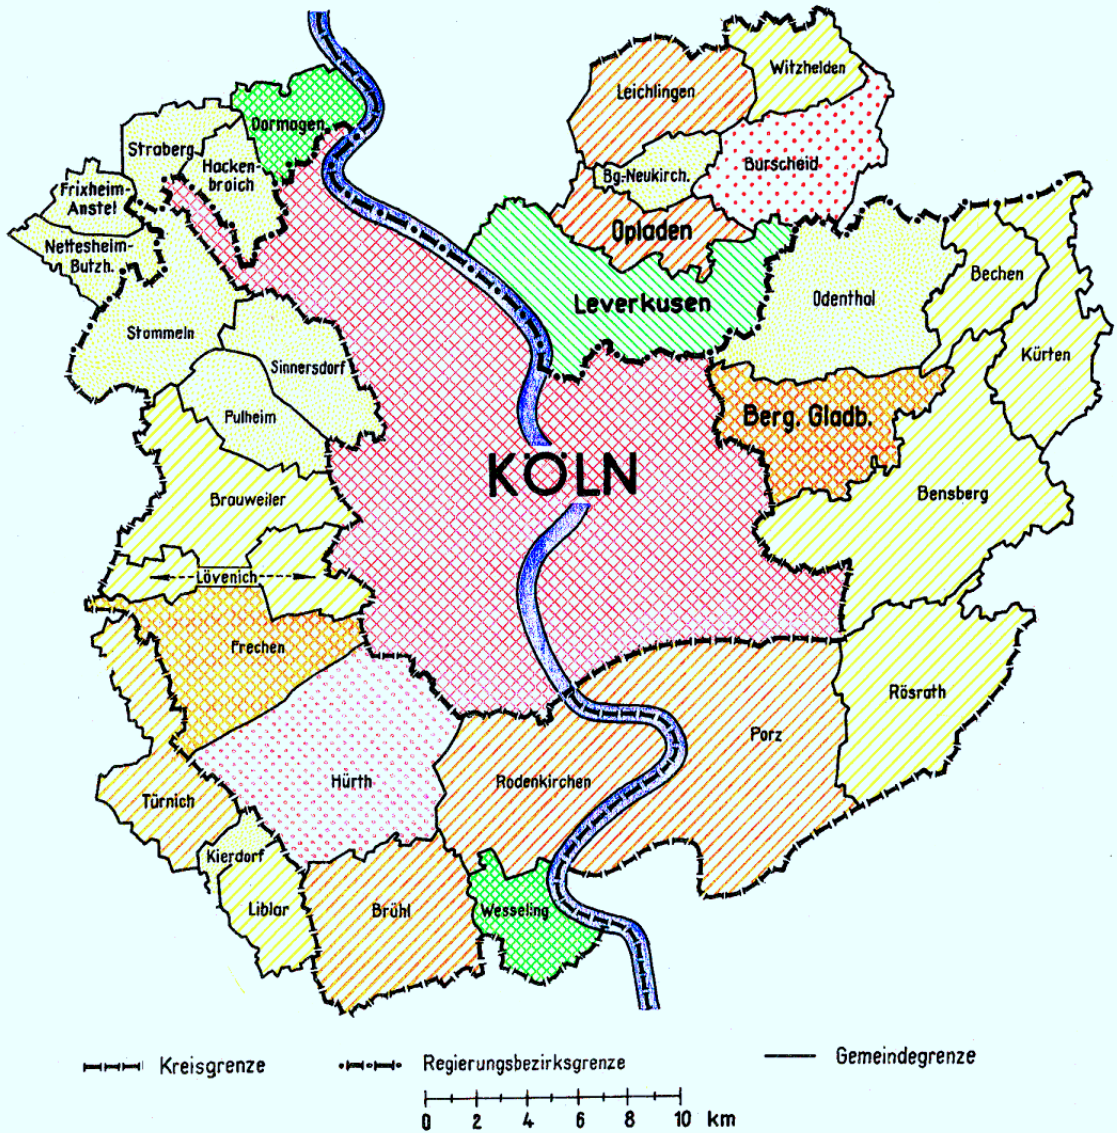 Witzhelden
Leichlingen
Dormagen
Straberg
Hacken-
broich
Burscheid
Bg-Neukirch.
Frixheim
Anstel
Opladen
Nettesheim-
Butzh.
Bechen
Leverkusen
Odenthal
Stommeln
Sinnersdorf
Kürten
Pulheim
Berg. Gladb.
KÖLN
Brauweiler
Bensberg
Lövenich
Frechen
Rösrath
Porz
Hürth
Rodenkirchen
Türnich
Kierdorf
Liblar
Brühl
Wesseling
Kreisgrenze
Regierungsbezirksgrenze
Gemeindegrenze
0 2 4 6 8 10 km